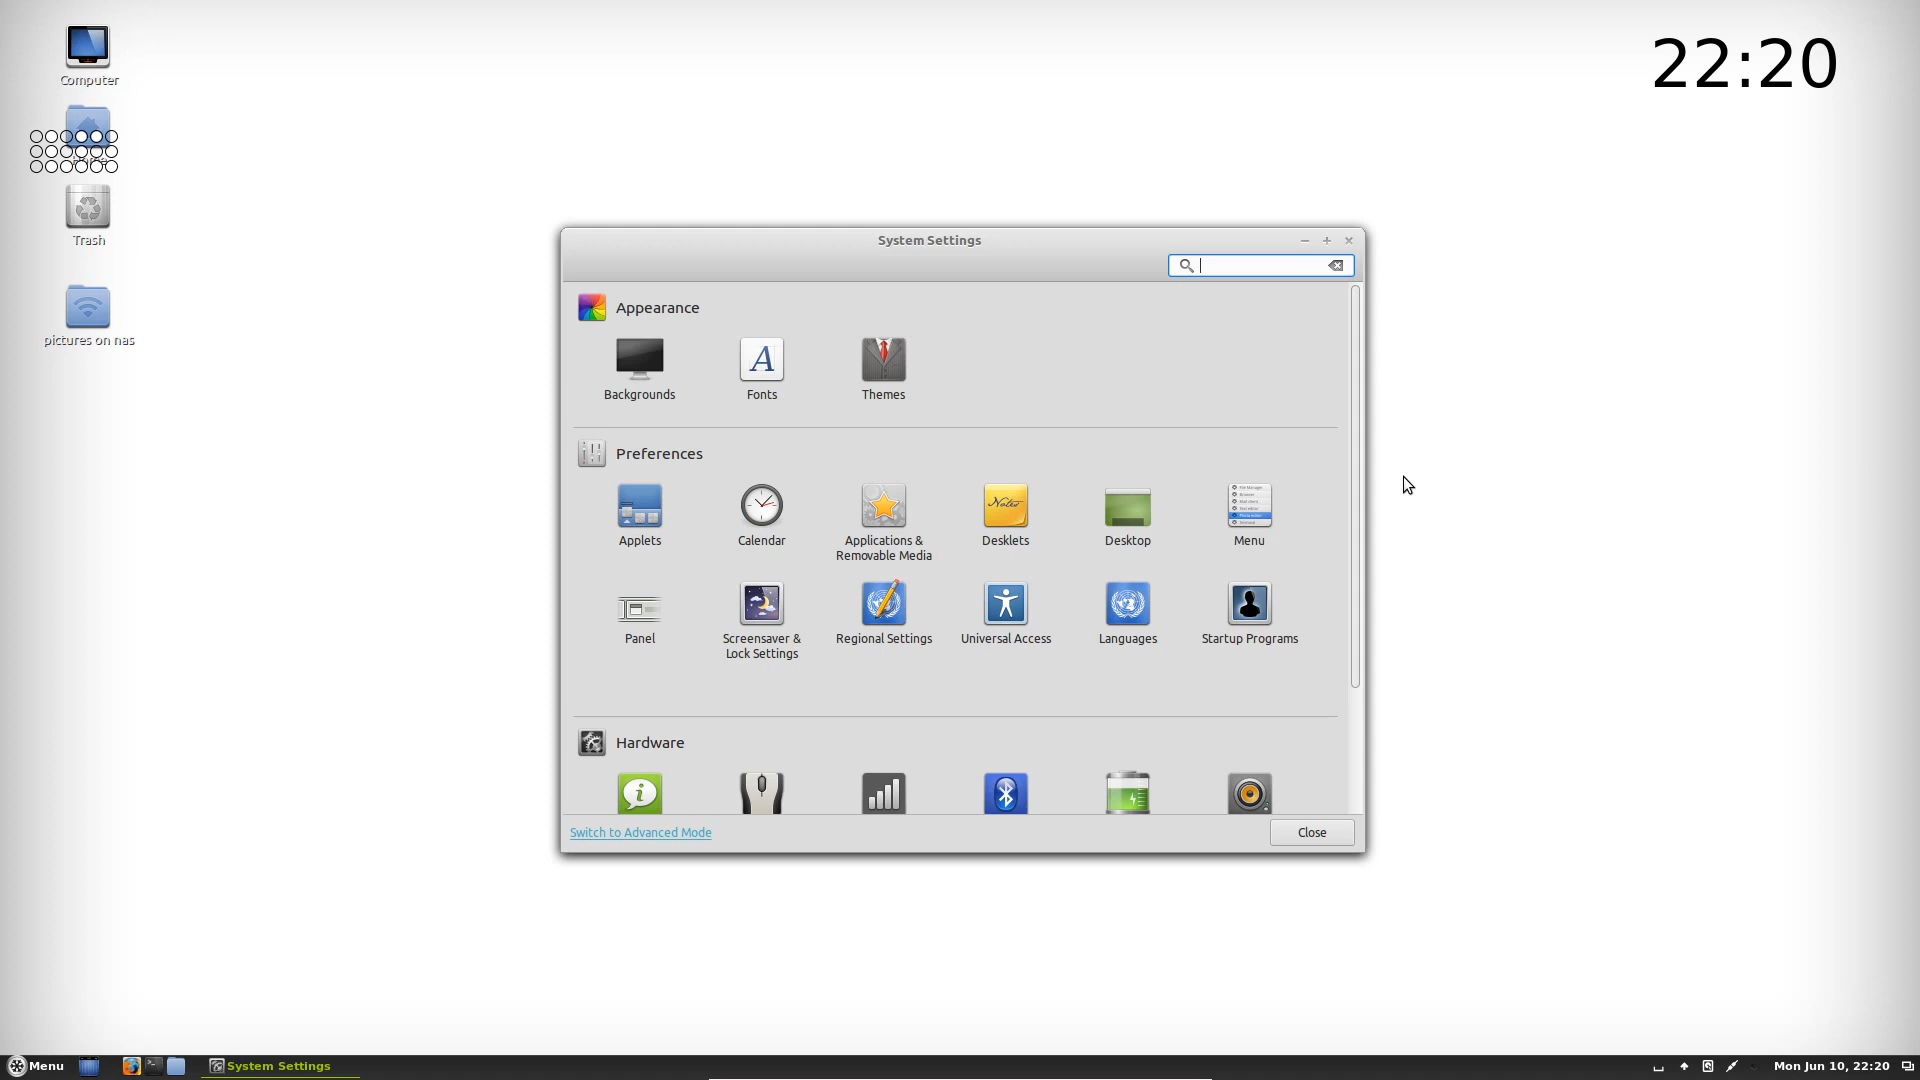 Computer
22:20
Home
Trash
pictures on nas
System Settings
Appearance
Backgrounds
Fonts
Themes
Preferences
Applets
Calendar
Applications &
Removable Media
Desklets
Desktop
Menu
Panel
Screensaver &
Lock Settings
Regional Settings
Universal Access
Languages
Startup Programs
Hardware
Switch to Advanced Mode
Close
Menu
System Settings
Mon Jun 10, 22:20